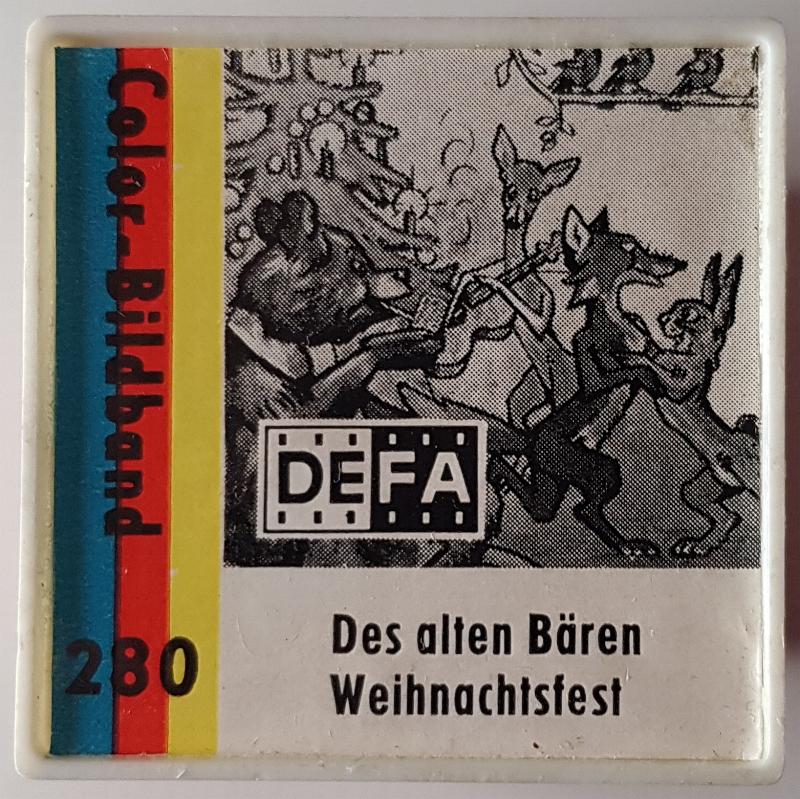 Color-Bildband
280
DEFA
Des alten Bären
Weihnachtsfest